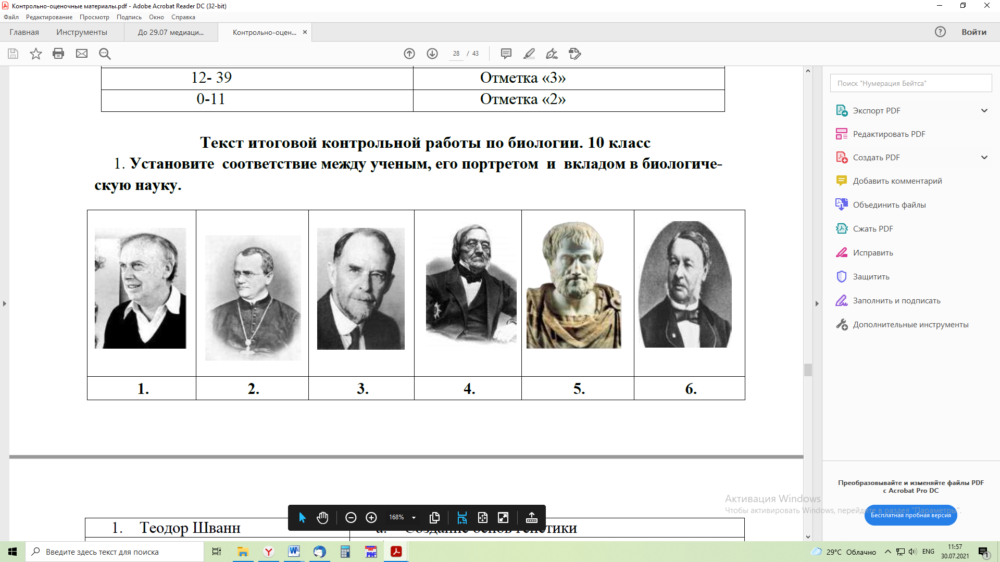 Контрольно-оценочные материалы.pdf - Adobe Acrobat Reader DC (32-bit)
Файл Редактирование Просмотр Подпись Окно Справка
Главная Инструменты До 29.07 медиаци... Контрольно-оцен... × ? Войти
28 / 43
12- 39 Отметка «3»
0-11 Отметка «2»
Текст итоговой контрольной работы по биологии. 10 класс
1. Установите соответствие между ученым, его портретом и вкладом в биологиче-
скую науку.
1. 2. 3. 4. 5. 6.
1. Теодор Шванн а. Создание основ генетики
168%
Поиск "Нумерация Бейтса"
Экспорт PDF
Редактировать PDF
Создать PDF
Добавить комментарий
Объединить файлы
Сжать PDF
Исправить
Защитить
Заполнить и подписать
Дополнительные инструменты
Преобразовывайте и изменяйте файлы PDF
с Acrobat Pro DC
Бесплатная пробная версия
Активация Windows
Чтобы активировать Windows, перейдите в раздел "Параметры".
Введите здесь текст для поиска
29°C Облачно ENG 11:57
30.07.2021
1